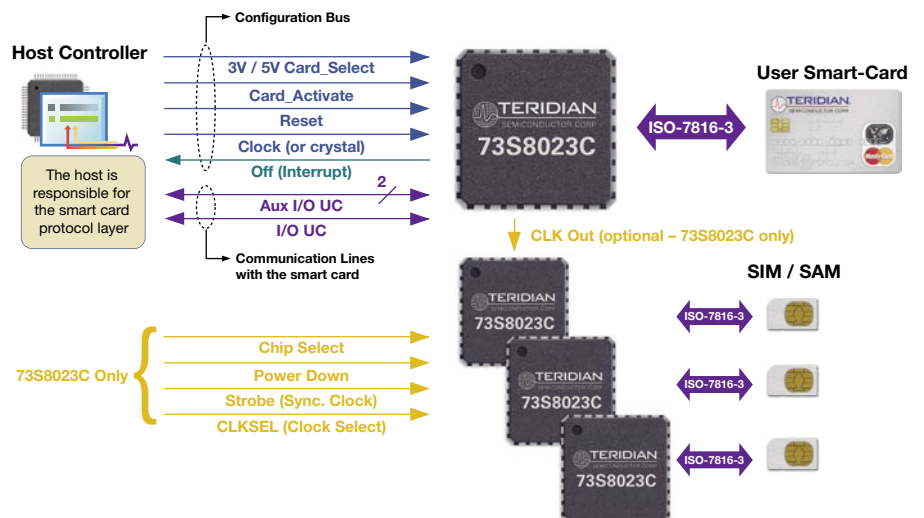 Configuration Bus
Host Controller
3V / 5V Card_Select
Card_Activate
Reset
Clock (or crystal)
Off (Interrupt)
2
Aux I/O UC
I/O UC
The host is
responsible for
the smart card
protocol layer
Communication Lines
with the smart card
TERIDIAN
SEMICONDUCTOR CORP.
73S8023C
ISO-7816-3
User Smart-Card
TERIDIAN
SEMICONDUCTOR CORP.
MasterCard
CLK Out (optional – 73S8023C only)
SIM / SAM
73S8023C Only
Chip Select
Power Down
Strobe (Sync. Clock)
CLKSEL (Clock Select)
TERIDIAN
SEMICONDUCTOR CORP.
73S8023C
ISO-7816-3
TERIDIAN
SEMICONDUCTOR CORP.
73S8023C
ISO-7816-3
TERIDIAN
SEMICONDUCTOR CORP.
73S8023C
ISO-7816-3